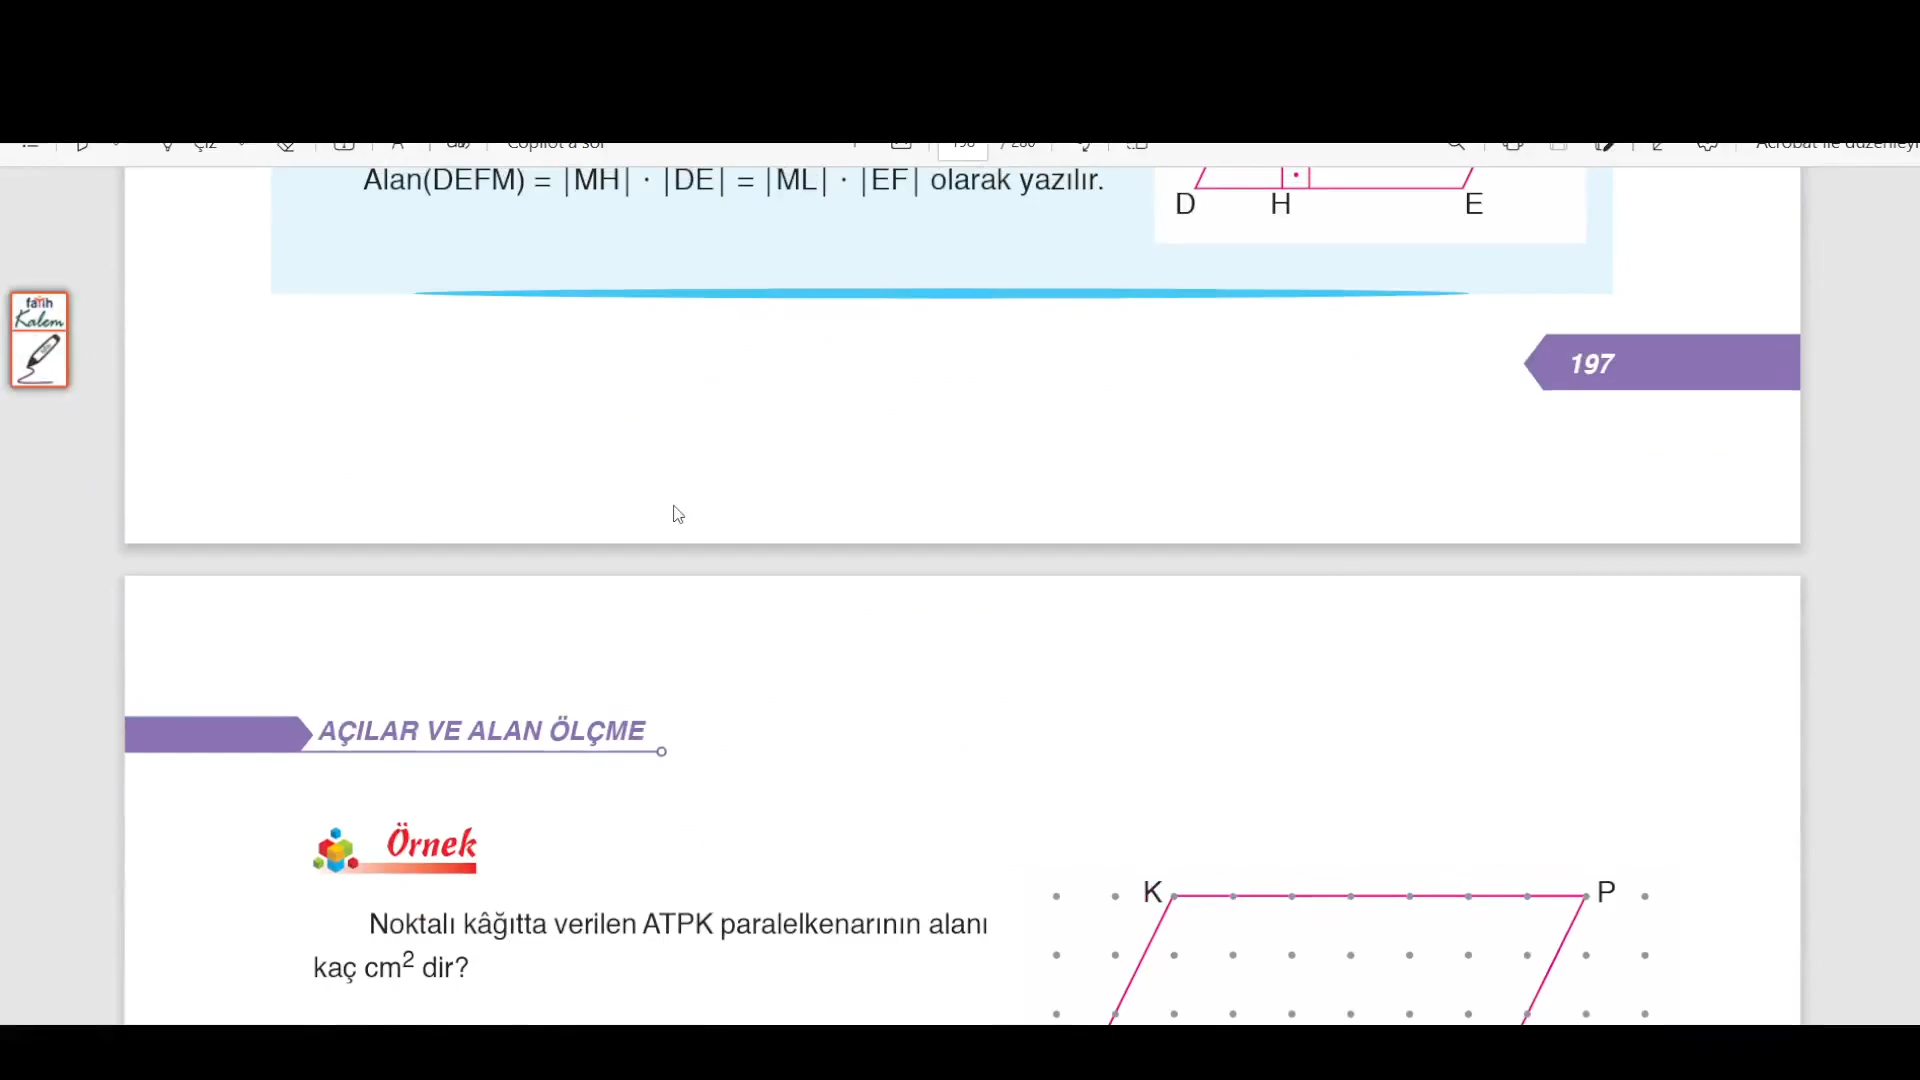 Alan(DEFM) = |MH| · |DE| = |ML| · |EF| olarak yazılır.
D H E
fatih
Kalem
197
AÇILAR VE ALAN ÖLÇME
Örnek
K P
Noktalı kâğıtta verilen ATPK paralelkenarının alanı
kaç cm² dir?